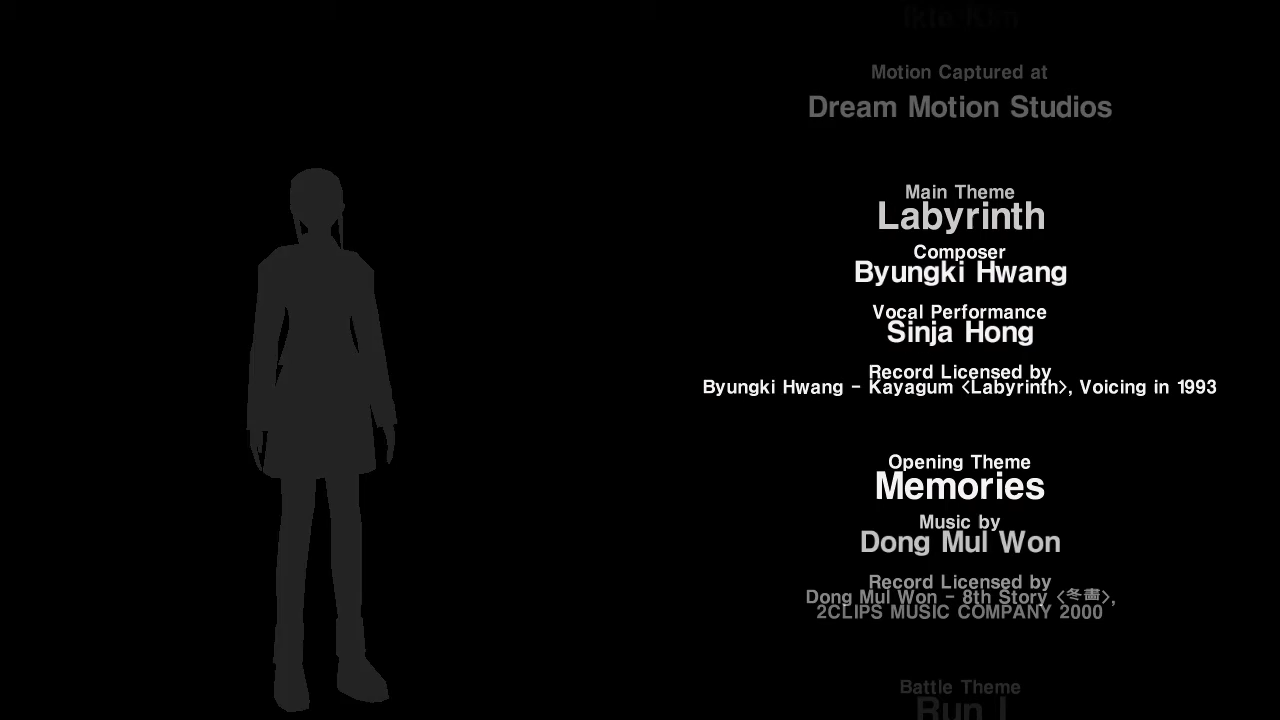 Motion Captured at
Dream Motion Studios
Main Theme
Labyrinth
Composer
Byungki Hwang
Vocal Performance
Sinja Hong
Record Licensed by
Byungki Hwang - Kayagum <Labyrinth>, Voicing in 1993
Opening Theme
Memories
Music by
Dong Mul Won
Record Licensed by
Dong Mul Won - 8th Story <冬畵>,
2CLIPS MUSIC COMPANY 2000
Battle Theme
Run